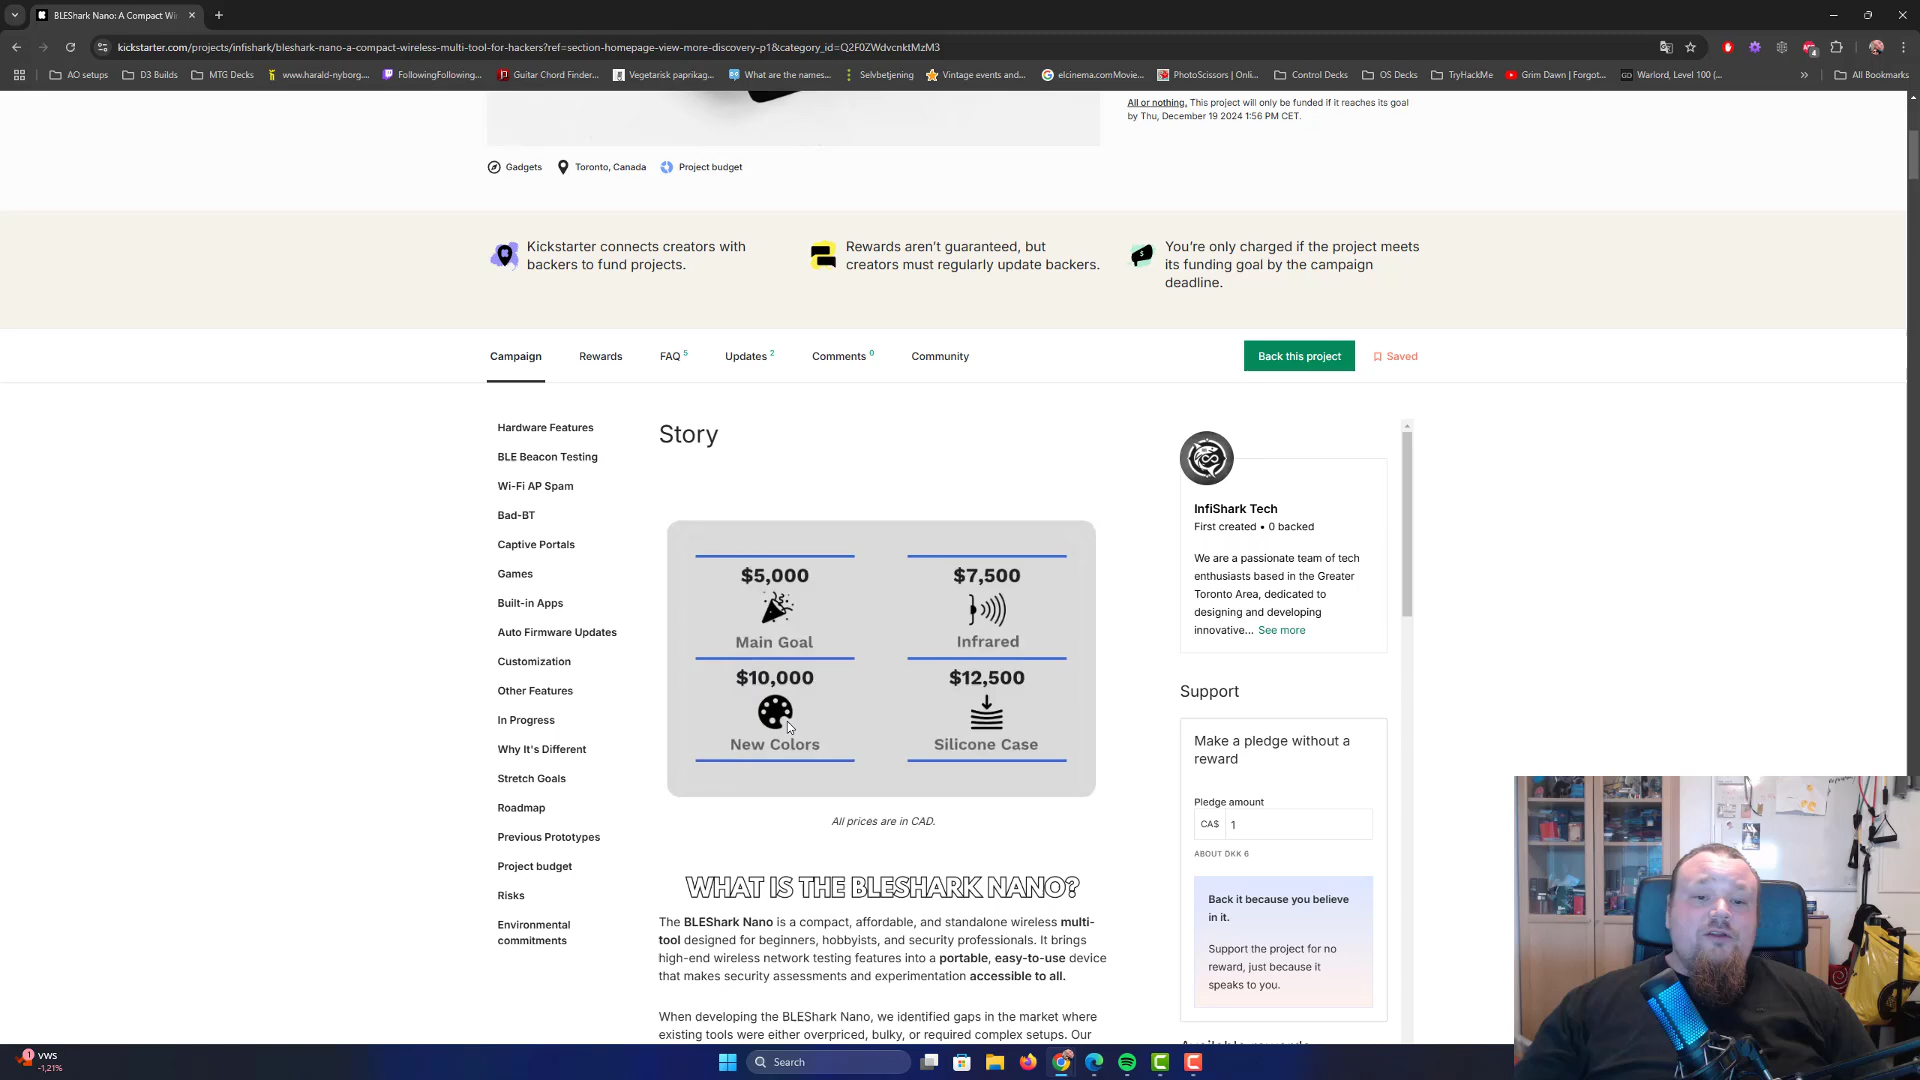 BLEShark Nano: A Compact Wi
kickstarter.com/projects/infishark/bleshark-nano-a-compact-wireless-multi-tool-for-hackers?ref=section-homepage-view-more-discovery-p1&category_id=Q2F0ZWdvcnktMzM3
AO setups
D3 Builds
MTG Decks
www.harald-nyborg....
FollowingFollowing...
Guitar Chord Finder...
Vegetarisk paprikag...
What are the names...
Selvbetjening
Vintage events and...
elcinema.comMovie...
PhotoScissors | Onli...
Control Decks
OS Decks
TryHackMe
Grim Dawn | Forgot...
Warlord, Level 100 (...
All Bookmarks
All or nothing. This project will only be funded if it reaches its goal
by Thu, December 19 2024 1:56 PM CET.
Gadgets
Toronto, Canada
Project budget
Kickstarter connects creators with
backers to fund projects.
Rewards aren't guaranteed, but
creators must regularly update backers.
You're only charged if the project meets
its funding goal by the campaign
deadline.
Campaign
Rewards
FAQ 5
Updates 2
Comments 0
Community
Back this project
Saved
Hardware Features
BLE Beacon Testing
Wi-Fi AP Spam
Bad-BT
Captive Portals
Games
Built-in Apps
Auto Firmware Updates
Customization
Other Features
In Progress
Why It's Different
Stretch Goals
Roadmap
Previous Prototypes
Project budget
Risks
Environmental
commitments
Story
$5,000
Main Goal
$7,500
Infrared
$10,000
New Colors
$12,500
Silicone Case
All prices are in CAD.
WHAT IS THE BLESHARK NANO?
The BLEShark Nano is a compact, affordable, and standalone wireless multi-
tool designed for beginners, hobbyists, and security professionals. It brings
high-end wireless network testing features into a portable, easy-to-use device
that makes security assessments and experimentation accessible to all.
When developing the BLEShark Nano, we identified gaps in the market where
existing tools were either overpriced, bulky, or required complex setups. Our
InfiShark Tech
First created • 0 backed
We are a passionate team of tech
enthusiasts based in the Greater
Toronto Area, dedicated to
designing and developing
innovative... See more
Support
Make a pledge without a
reward
Pledge amount
CA$ 1
ABOUT DKK 6
Back it because you believe
in it.
Support the project for no
reward, just because it
speaks to you.
1
VWS
-1,21%
Search
4